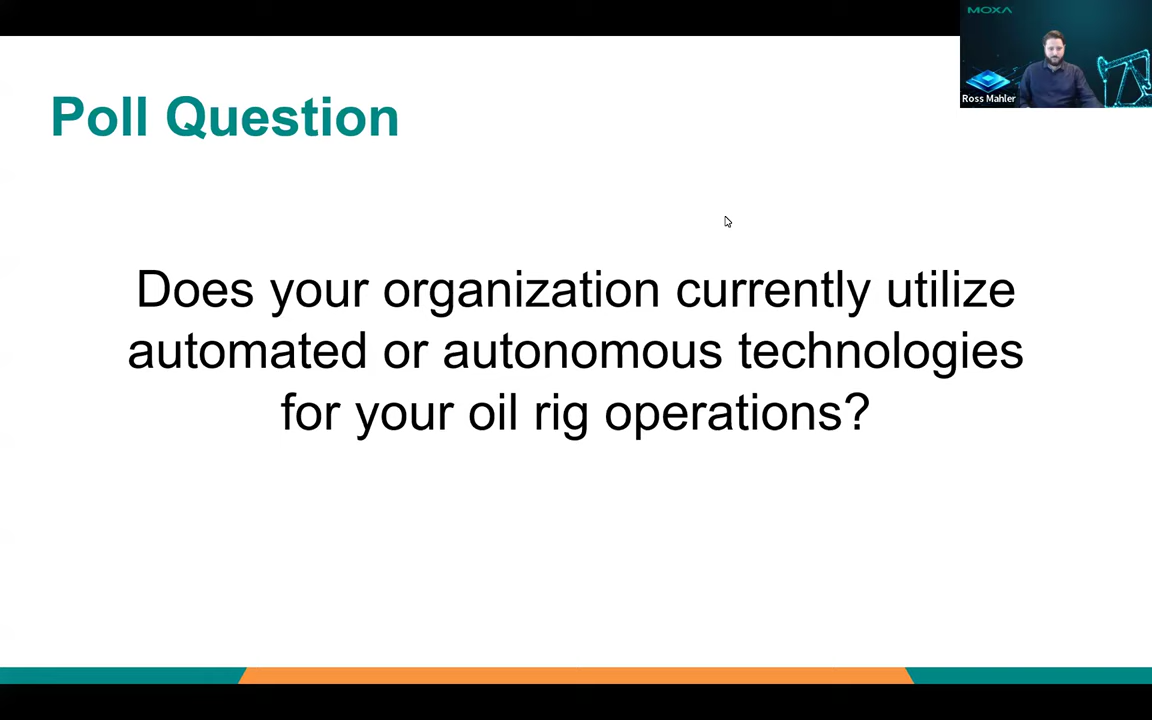 MOXA
Ross Mahler
Poll Question
Does your organization currently utilize
automated or autonomous technologies
for your oil rig operations?